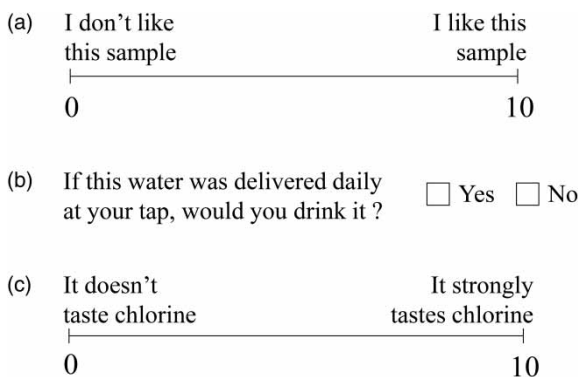 (a) I don't like I like this
this sample sample
0 10
(b) If this water was delivered daily
at your tap, would you drink it ? Yes No
(c) It doesn't It strongly
taste chlorine tastes chlorine
0 10